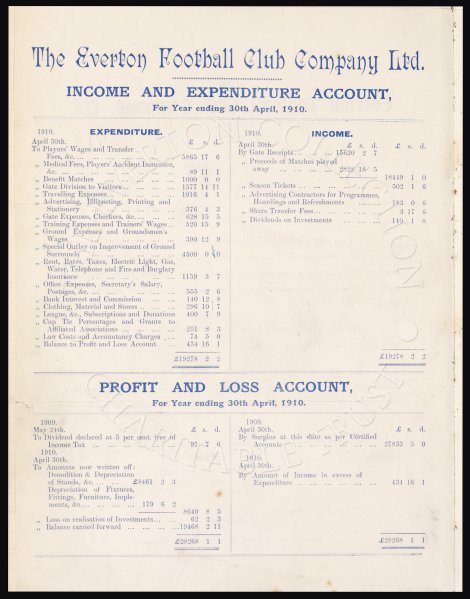 The Everton Football Club Company Ltd.
INCOME AND EXPENDITURE ACCOUNT,
For Year ending 30th April, 1910.
1910. EXPENDITURE.
April 30th. £ s. d.
To Players' Wages and Transfer
Fees, &c. 5865 17 6
„ Medical Fees, Players' Accident Insurance,
&c. 89 11 1
„ Benefit Matches 1000 0 0
„ Gate Division to Visitors 1577 14 11
„ Travelling Expenses 1016 4 1
„ Advertising, Billposting, Printing and
Stationery 376 4 3
„ Gate Expenses, Checkers, &c. 628 15 5
„ Training Expenses and Trainers' Wages 520 15 9
„ Ground Expenses and Groundsmen's
Wages 390 12 9
„ Special Outlay on Improvement of Ground
Surrounds 4500 0
„ Rent, Rates, Taxes, Electric Light, Gas,
Water, Telephone and Fire and Burglary
Insurance 1159 3 7
„ Office Expenses, Secretary's Salary,
Postages, &c. 555 2 6
„ Bank Interest and Commission 140 12 8
„ Clothing, Material and Stores 296 10 7
„ League, &c., Subscriptions and Donations 400 7 9
„ Cup Tie Percentages and Grants to
Affiliated Associations 251 8 3
„ Law Costs and Accountancy Charges 74 5 0
„ Balance to Profit and Loss Account 434 16 1
£19278 2 2
1910. INCOME.
April 30th. £ s. d. £ s. d.
By Gate Receipts 15620 2 7
„ Proceeds of Matches played
away 2828 18 5
18449 1 0
„ Season Tickets 502 1 6
„ Advertising Contractors for Programmes,
Hoardings and Refreshments 183 0 6
„ Share Transfer Fees 3 17 6
„ Dividends on Investments 140 1 8
£19278 2 2
PROFIT AND LOSS ACCOUNT,
For Year ending 30th April, 1910.
1909.
May 24th. £ s. d.
To Dividend declared at 5 per cent. free of
Income Tax 97 7 6
1910.
April 30th.
To Amounts now written off:
Demolition & Depreciation
of Stands, &c. £8461 2 3
Depreciation of Fixtures,
Fittings, Furniture, Imple-
ments, &c. 179 6 2
8640 8 5
„ Loss on realisation of Investments 62 2 3
„ Balance carried forward 19468 2 11
£28268 1 1
1909.
April 30th. £ s. d.
By Surplus at this date as per Certified
Accounts 27833 5 0
1910.
April 30th.
By Amount of Income in excess of
Expenditure 434 16 1
£28268 1 1
EVERTON COLLECTION
CHARITABLE TRUST